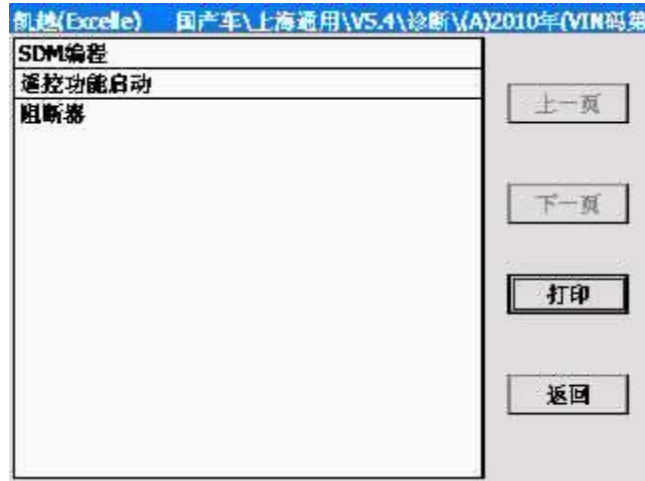 凯越(Excelle) 国产车\上海通用\V5.4\诊断\(A)2010年(VIN码第
SDM编程
遥控功能启动
阻断器
上一页
下一页
打印
返回